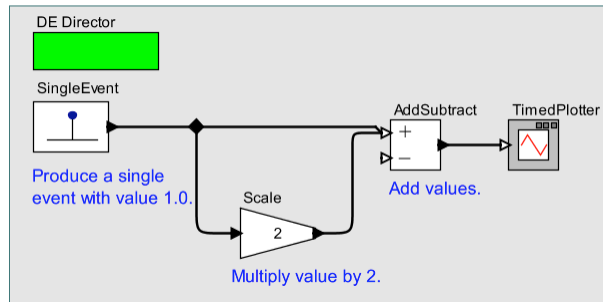 DE Director
SingleEvent
AddSubtract
TimedPlotter
+
−
Produce a single
event with value 1.0.
Add values.
Scale
2
Multiply value by 2.